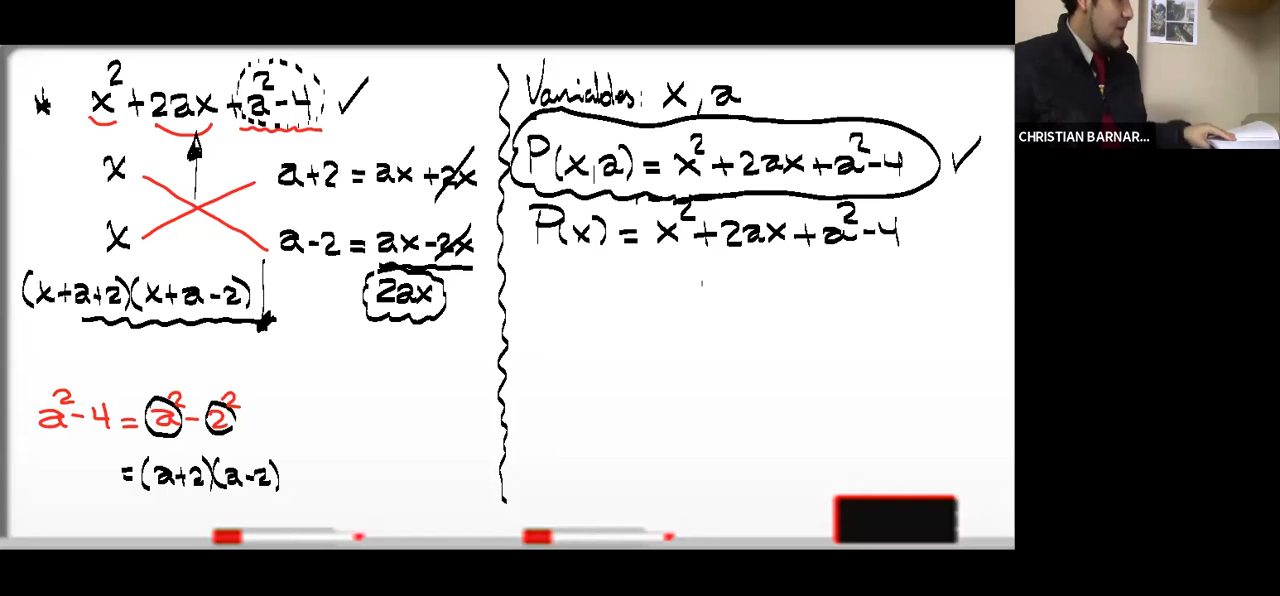 * x² + 2ax + a² - 4 ✓
x a+2 = ax + 2x
x a-2 = ax - 2x
(x+a+2)(x+a-2) 2ax
a² - 4 = a² - 2²
= (a+2)(a-2)
Variables: x, a
P(x,a) = x² + 2ax + a² - 4 ✓
P(x) = x² + 2ax + a² - 4
CHRISTIAN BARNAR...